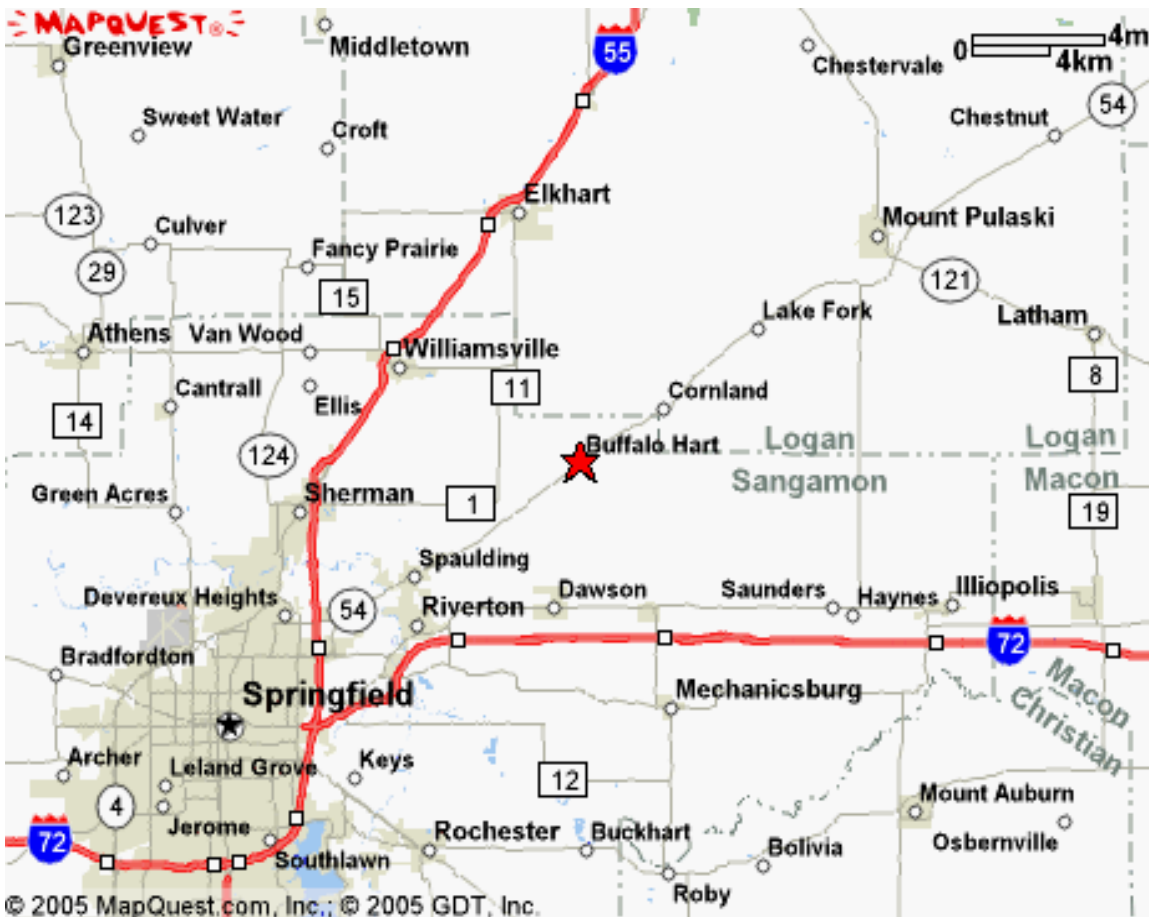 MAPQUEST®
Greenview
Middletown
55
Chestervale
0 4m
4km
54
Sweet Water
Croft
Chestnut
Elkhart
123
Culver
Mount Pulaski
29
Fancy Prairie
121
15
Lake Fork
Athens
Van Wood
Williamsville
Latham
14
Cantrall
Ellis
11
Cornland
8
124
Buffalo Hart
Logan
Logan
Sangamon
Macon
Green Acres
Sherman
1
19
Spaulding
Devereux Heights
54
Riverton
Dawson
Saunders
Haynes
Illiopolis
72
Bradfordton
Springfield
Mechanicsburg
Macon
Christian
Archer
Leland Grove
Keys
12
4
Mount Auburn
72
Jerome
Rochester
Buckhart
Bolivia
Osbernville
Southlawn
Roby
© 2005 MapQuest.com, Inc.; © 2005 GDT, Inc.